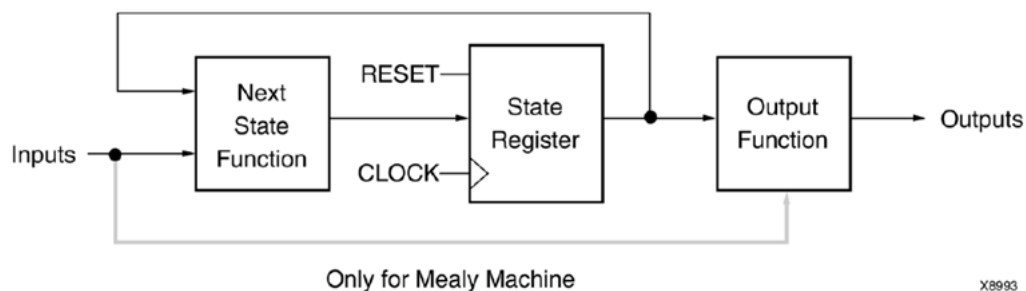 Inputs
Next
State
Function
RESET
CLOCK
State
Register
Output
Function
Outputs
Only for Mealy Machine
X8993